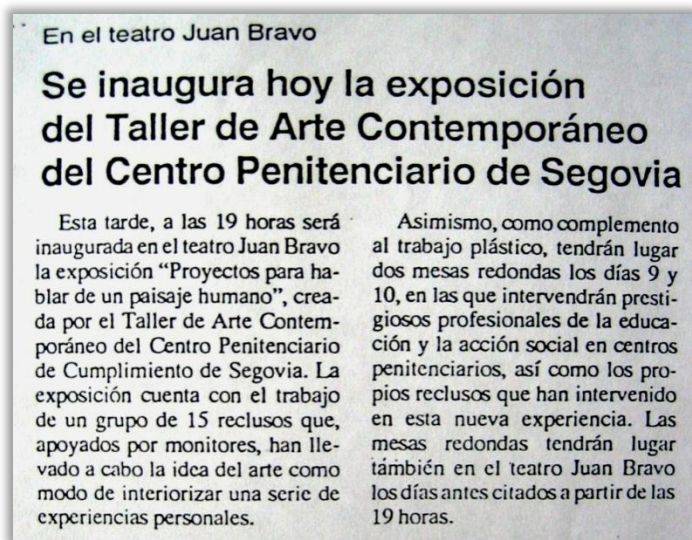 En el teatro Juan Bravo
Se inaugura hoy la exposición
del Taller de Arte Contemporáneo
del Centro Penitenciario de Segovia
Esta tarde, a las 19 horas será
inaugurada en el teatro Juan Bravo
la exposición “Proyectos para ha-
blar de un paisaje humano”, crea-
da por el Taller de Arte Contem-
poráneo del Centro Penitenciario
de Cumplimiento de Segovia. La
exposición cuenta con el trabajo
de un grupo de 15 reclusos que,
apoyados por monitores, han lle-
vado a cabo la idea del arte como
modo de interiorizar una serie de
experiencias personales.
Asimismo, como complemento
al trabajo plástico, tendrán lugar
dos mesas redondas los días 9 y
10, en las que intervendrán presti-
giosos profesionales de la educa-
ción y la acción social en centros
penitenciarios, así como los pro-
pios reclusos que han intervenido
en esta nueva experiencia. Las
mesas redondas tendrán lugar
también en el teatro Juan Bravo
los días antes citados a partir de las
19 horas.